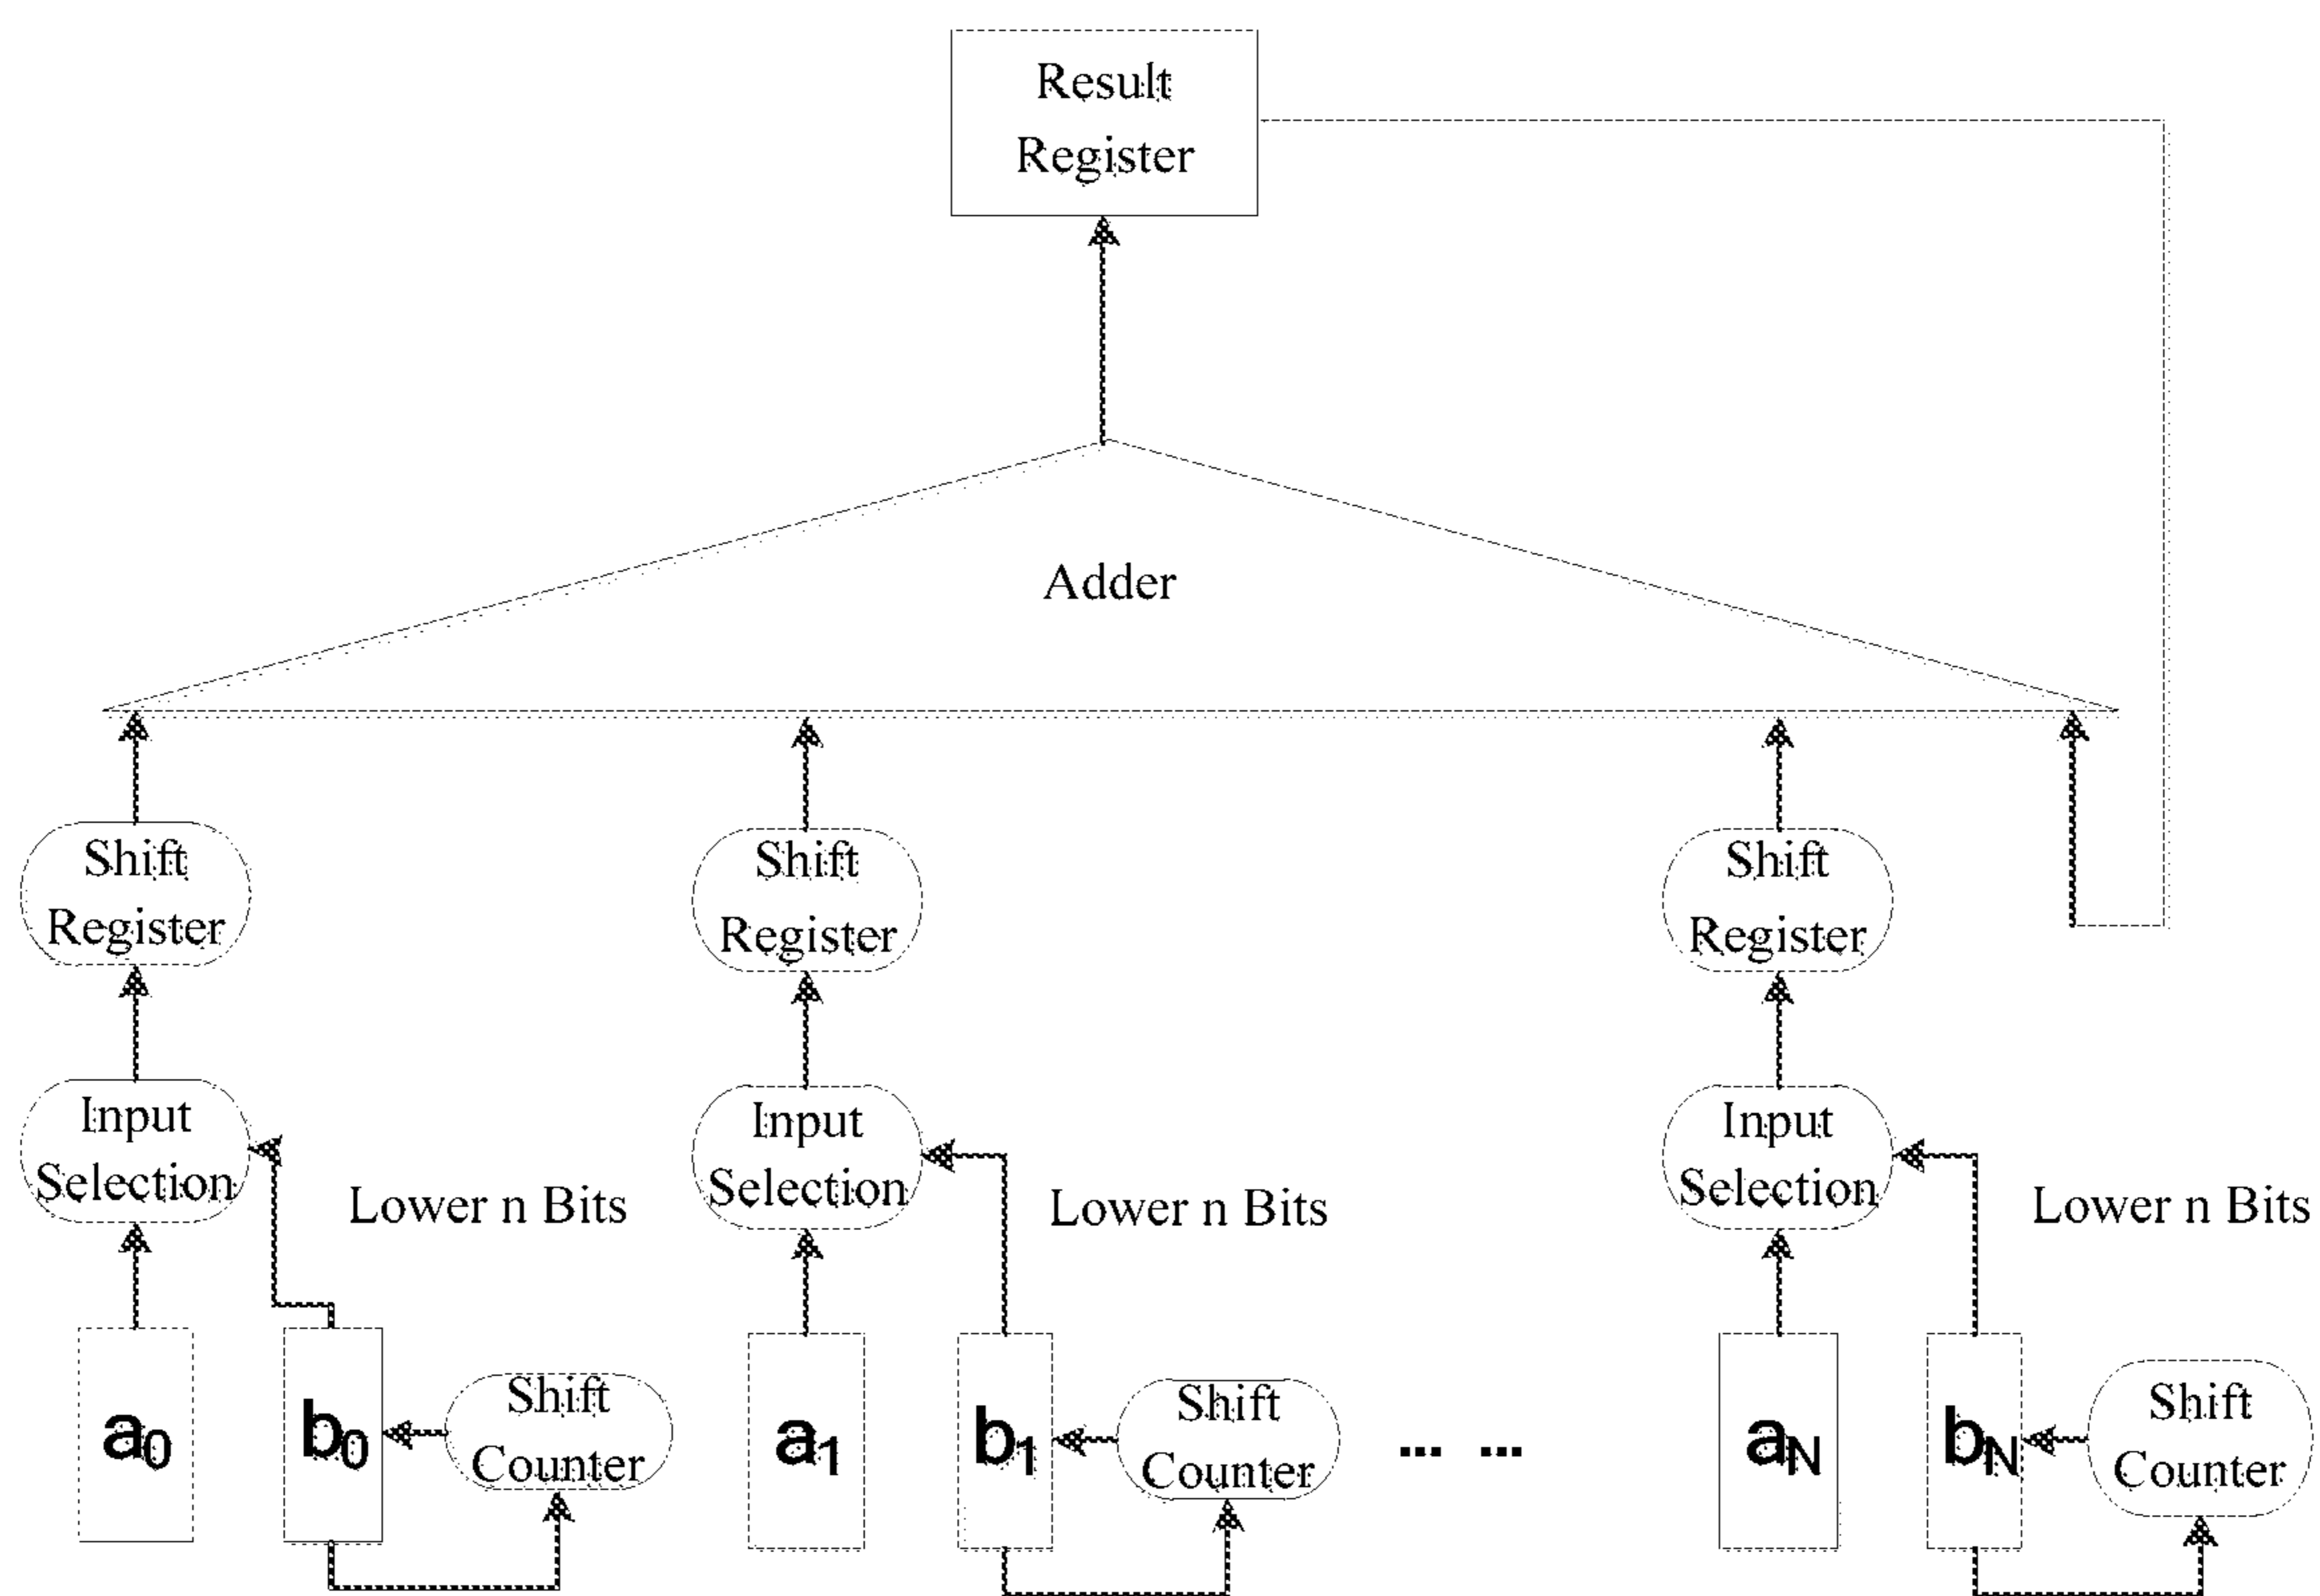 Result
Register
Adder
Shift
Register
Shift
Register
Shift
Register
Input
Selection
Lower n Bits
Input
Selection
Lower n Bits
Input
Selection
Lower n Bits
a0
b0
Shift
Counter
a1
b1
Shift
Counter
... ...
aN
bN
Shift
Counter